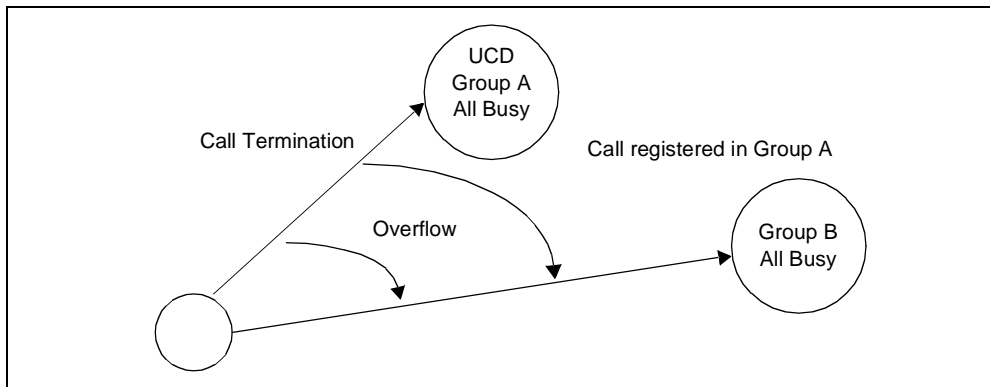 UCD
Group A
All Busy
Call Termination
Call registered in Group A
Overflow
Group B
All Busy